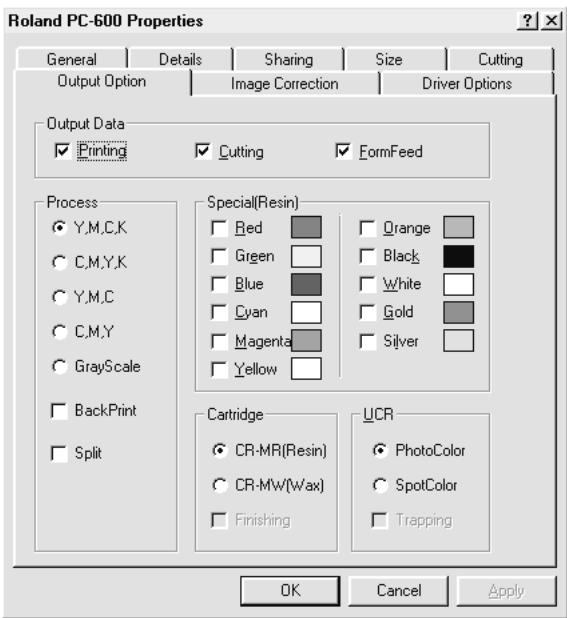 Roland PC-600 Properties
General Details Sharing Size Cutting
Output Option Image Correction Driver Options
Output Data
Printing Cutting FormFeed
Process
Y,M,C,K
C,M,Y,K
Y,M,C
C,M,Y
GrayScale
BackPrint
Split
Special(Resin)
Red
Green
Blue
Cyan
Magenta
Yellow
Orange
Black
White
Gold
Silver
Cartridge
CR-MR(Resin)
CR-MW(Wax)
Finishing
UCR
PhotoColor
SpotColor
Trapping
OK Cancel Apply